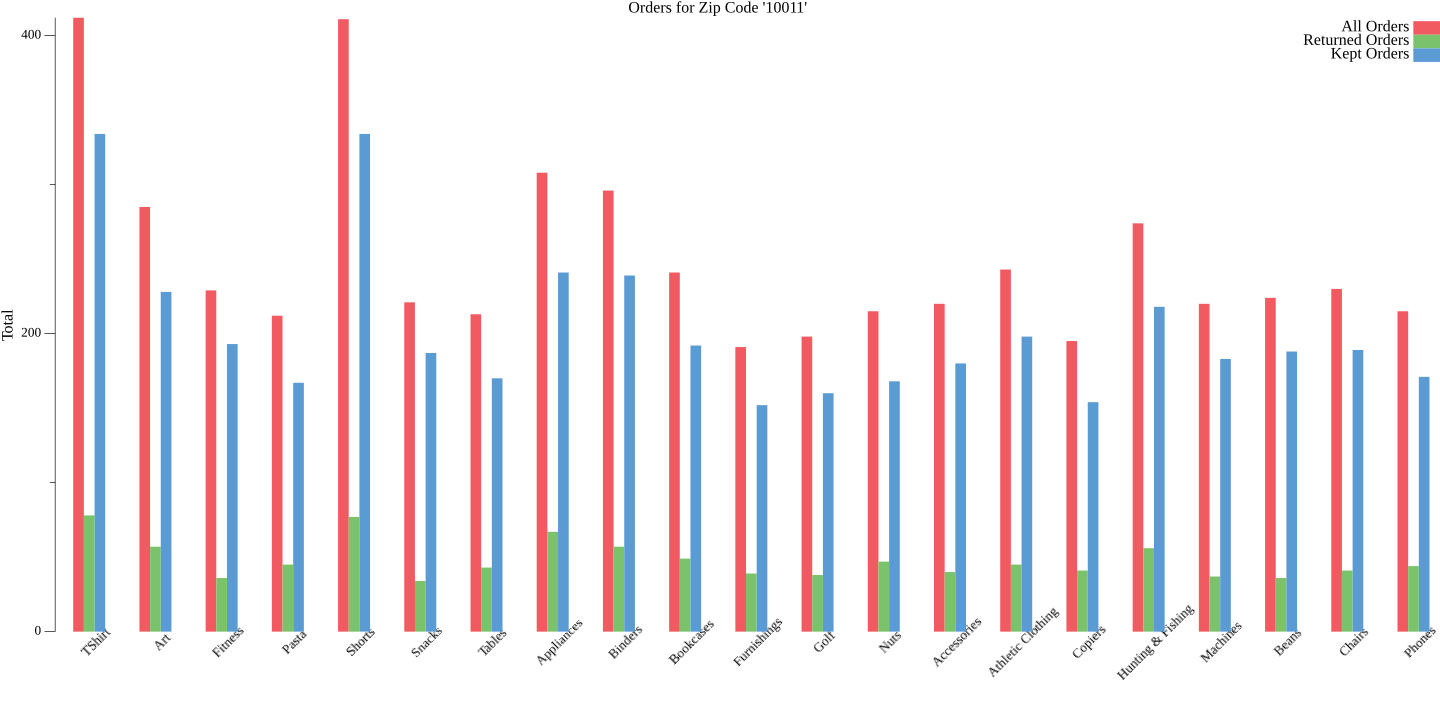 Orders for Zip Code '10011'
All Orders
Returned Orders
Kept Orders
Total
400
200
0
TShirt
Art
Fitness
Pasta
Shorts
Snacks
Tables
Appliances
Binders
Bookcases
Furnishings
Golf
Nuts
Accessories
Athletic Clothing
Copiers
Hunting & Fishing
Machines
Beans
Chairs
Phones